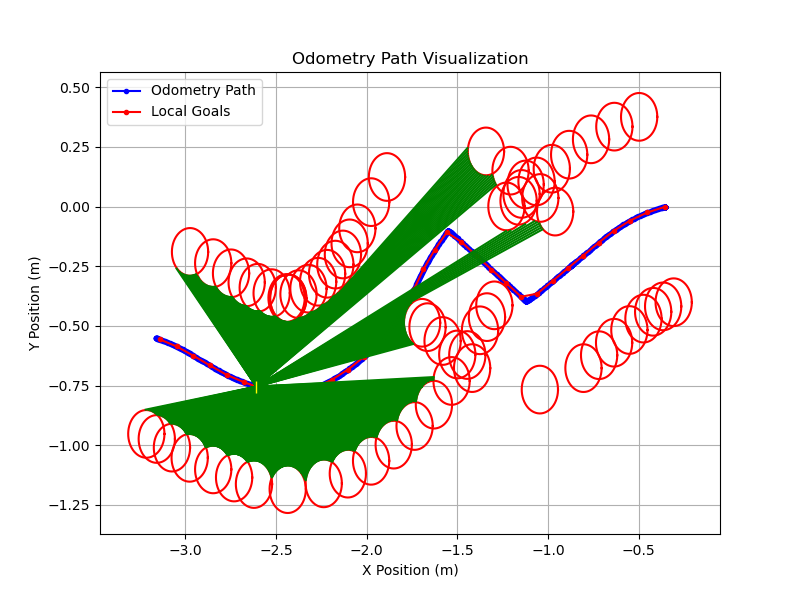 Odometry Path Visualization
Odometry Path
Local Goals
0.50
0.25
0.00
−0.25
−0.50
−0.75
−1.00
−1.25
Y Position (m)
−3.0 −2.5 −2.0 −1.5 −1.0 −0.5
X Position (m)